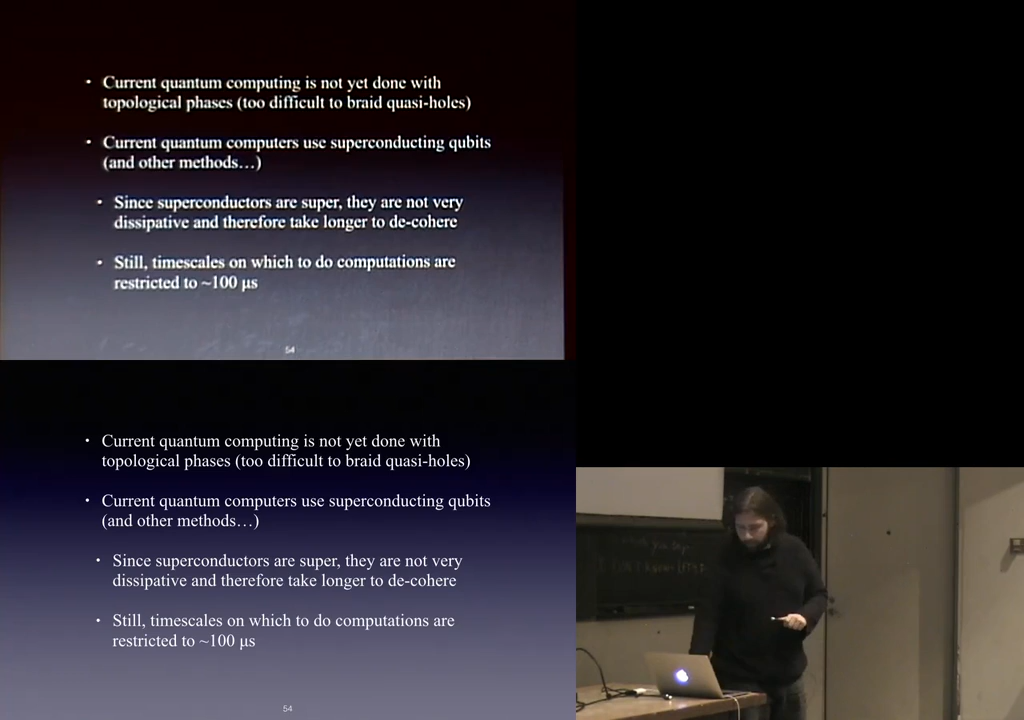 • Current quantum computing is not yet done with
topological phases (too difficult to braid quasi-holes)
• Current quantum computers use superconducting qubits
(and other methods…)
• Since superconductors are super, they are not very
dissipative and therefore take longer to de-cohere
• Still, timescales on which to do computations are
restricted to ~100 μs
54
• Current quantum computing is not yet done with
topological phases (too difficult to braid quasi-holes)
• Current quantum computers use superconducting qubits
(and other methods…)
• Since superconductors are super, they are not very
dissipative and therefore take longer to de-cohere
• Still, timescales on which to do computations are
restricted to ~100 μs
54